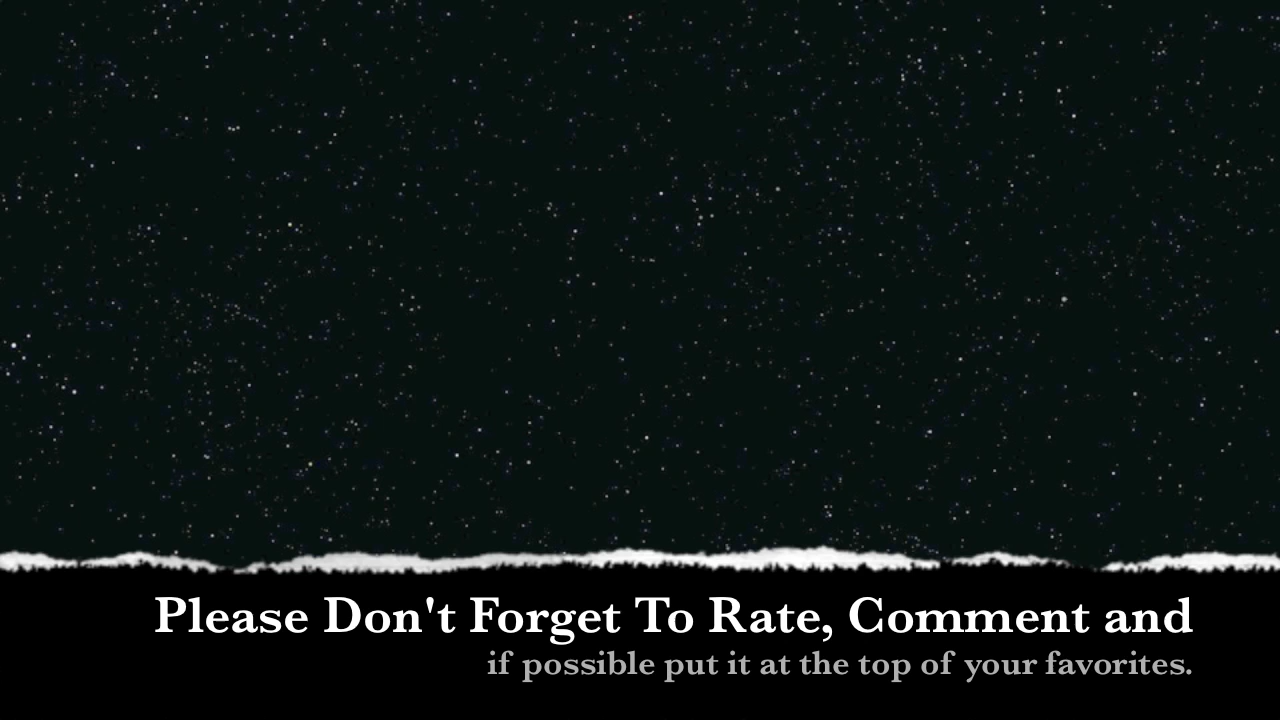 Please Don't Forget To Rate, Comment and
if possible put it at the top of your favorites.